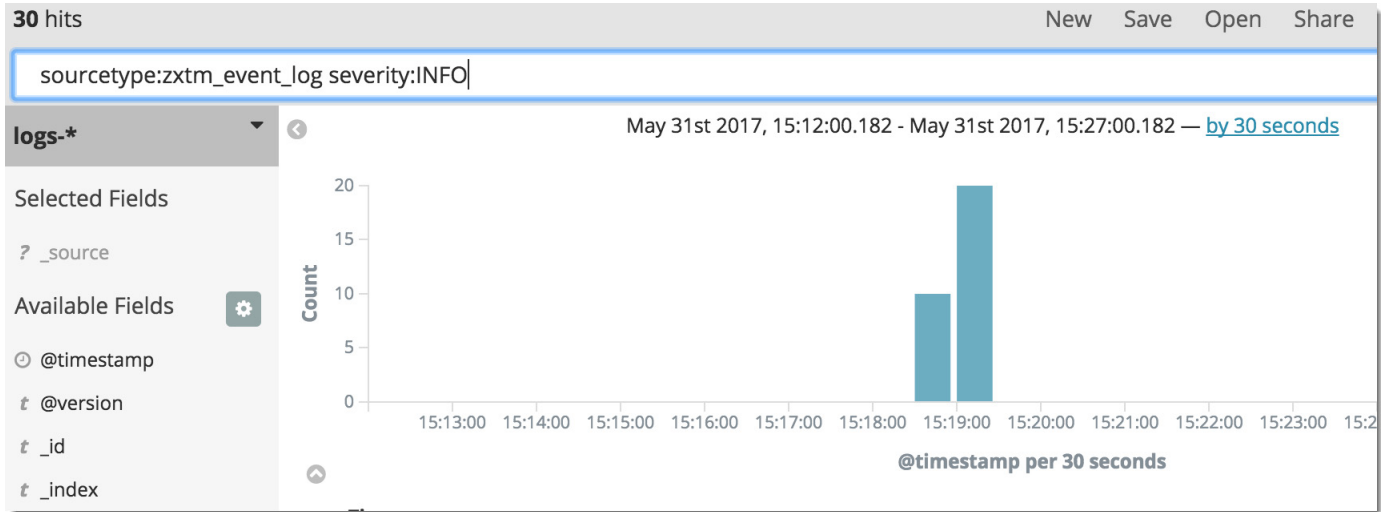 30 hits
New Save Open Share
sourcetype:zxtm_event_log severity:INFO
logs-*
May 31st 2017, 15:12:00.182 - May 31st 2017, 15:27:00.182 — by 30 seconds
Selected Fields
? _source
Available Fields
t @version
@timestamp
t _id
t _index
Count
20
15
10
5
0
15:13:00 15:14:00 15:15:00 15:16:00 15:17:00 15:18:00 15:19:00 15:20:00 15:21:00 15:22:00 15:23:00 15:2
@timestamp per 30 seconds